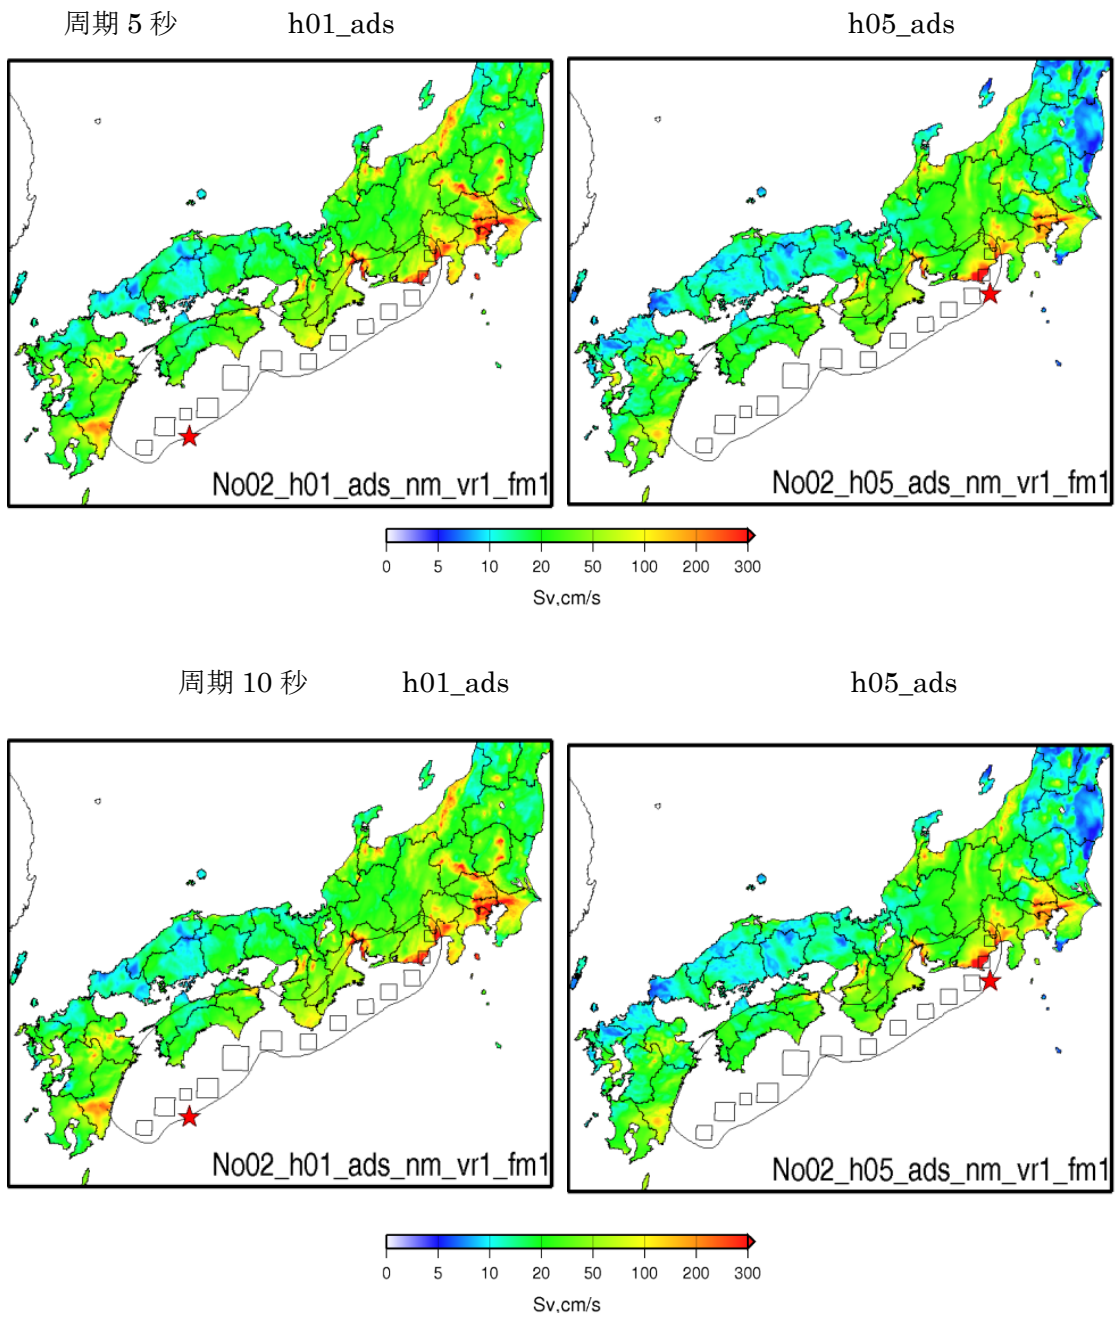 周期 5 秒 h01_ads h05_ads
No02_h01_ads_nm_vr1_fm1 No02_h05_ads_nm_vr1_fm1
0 5 10 20 50 100 200 300
Sv,cm/s
周期 10 秒 h01_ads h05_ads
No02_h01_ads_nm_vr1_fm1 No02_h05_ads_nm_vr1_fm1
0 5 10 20 50 100 200 300
Sv,cm/s